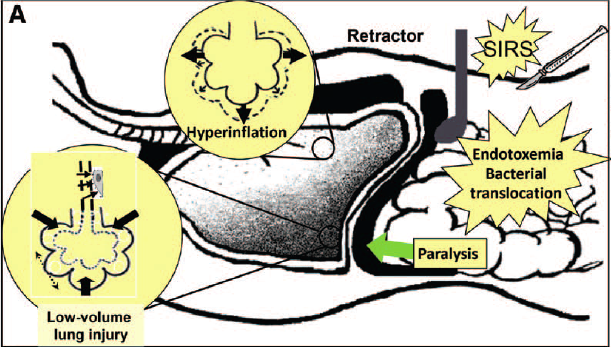 A
Retractor
SIRS
Hyperinflation
Endotoxemia
Bacterial
translocation
Paralysis
Low-volume
lung injury